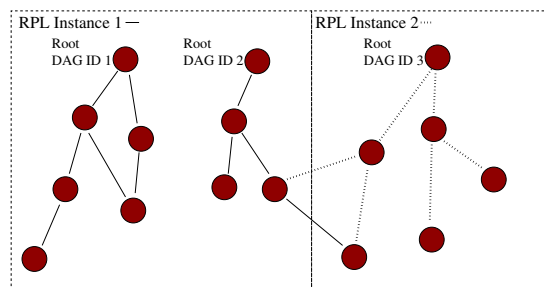 RPL Instance 1
RPL Instance 2
Root
DAG ID 1
Root
DAG ID 2
Root
DAG ID 3